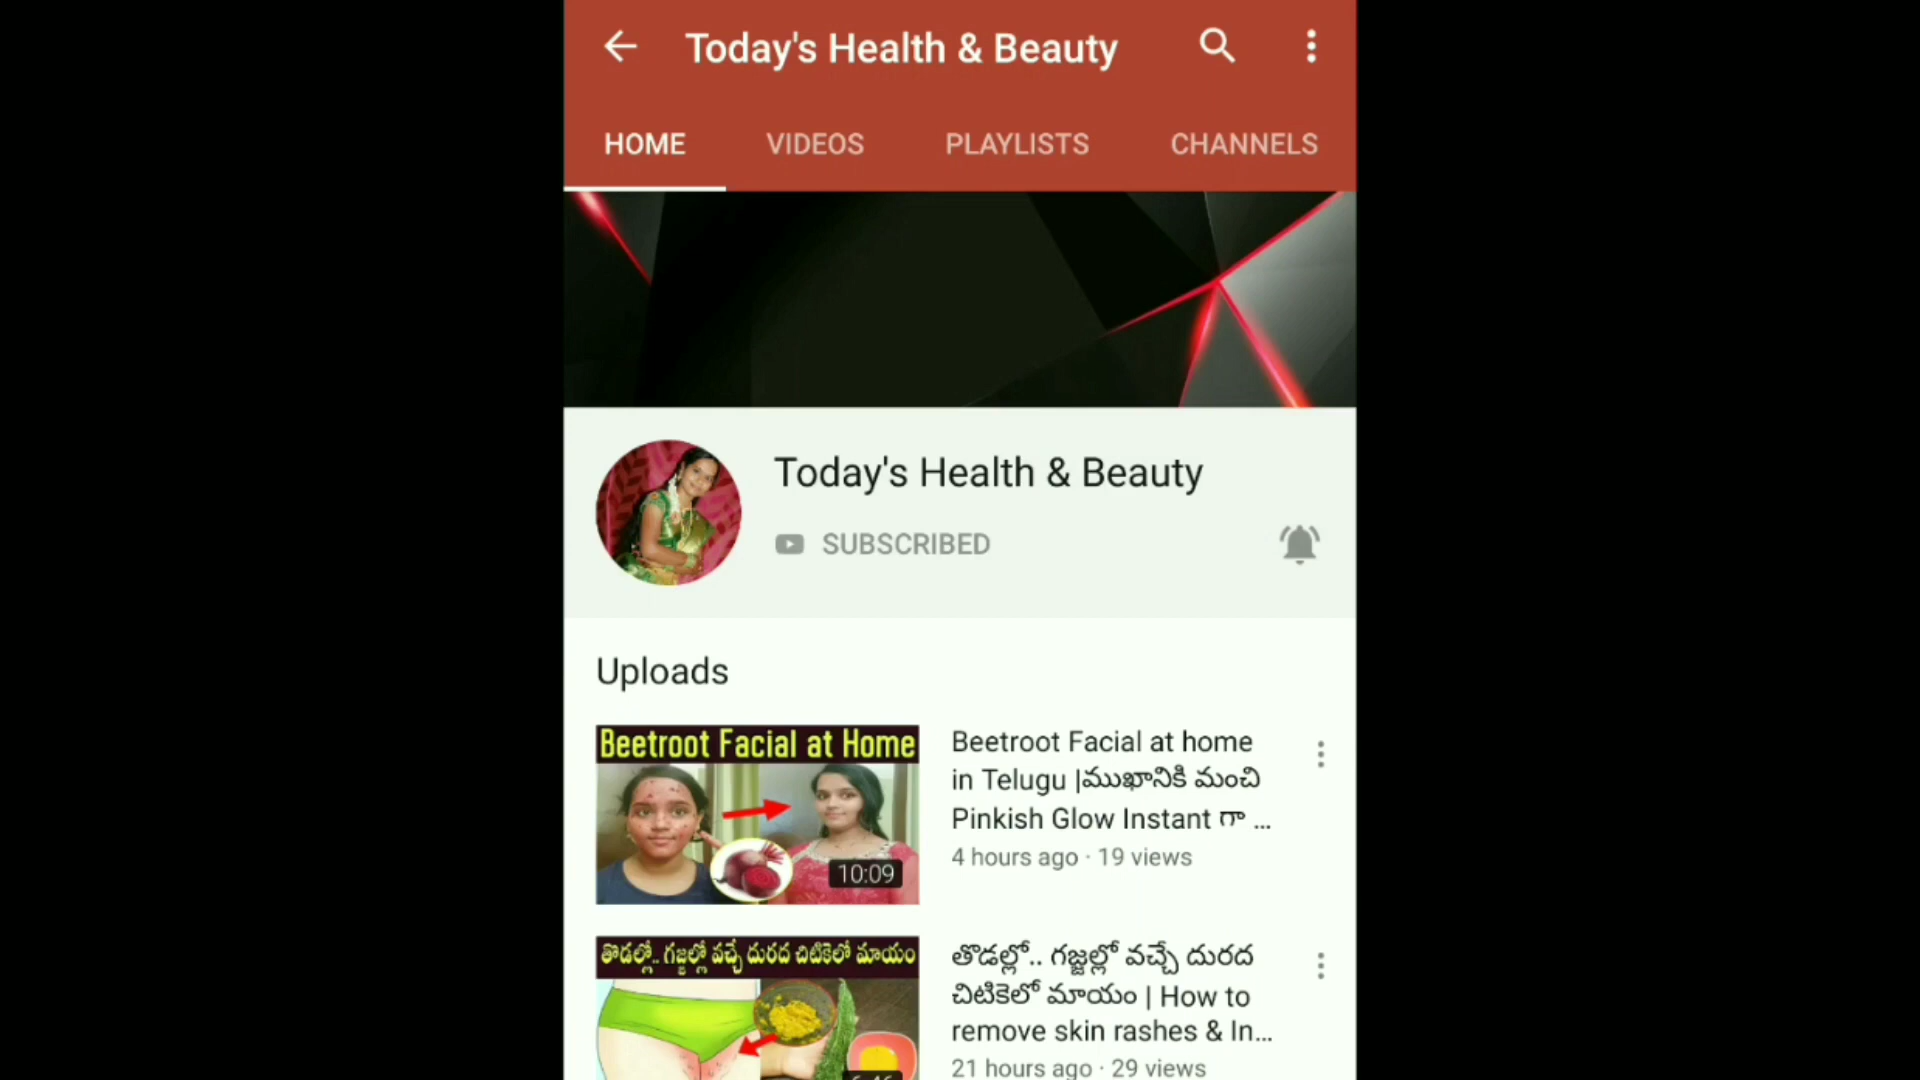 Today's Health & Beauty
HOME VIDEOS PLAYLISTS CHANNELS
Today's Health & Beauty
SUBSCRIBED
Uploads
Beetroot Facial at Home
10:09
Beetroot Facial at home
in Telugu |ముఖానికి మంచి
Pinkish Glow Instant గా ...
4 hours ago · 19 views
తొడల్లో.. గజ్జల్లో వచ్చే దురద చిటికెలో మాయం
తొడల్లో.. గజ్జల్లో వచ్చే దురద
చిటికెలో మాయం | How to
remove skin rashes & In...
21 hours ago · 29 views